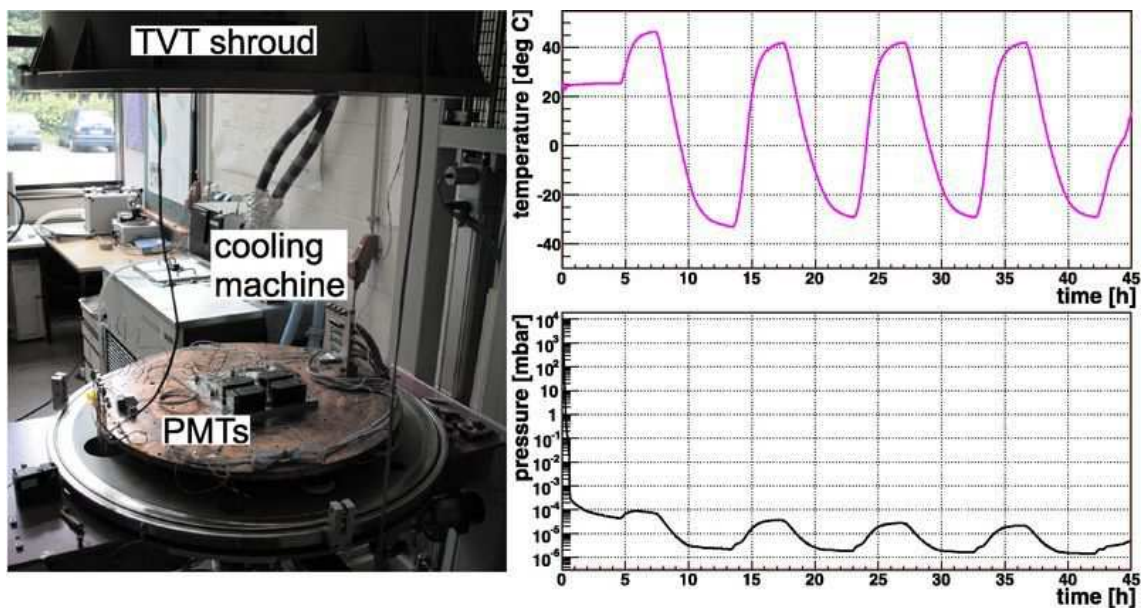 TVT shroud
cooling
machine
PMTs
temperature [deg C]
40
20
0
-20
-40
0 5 10 15 20 25 30 35 40 45
time [h]
pressure [mbar]
10⁴
10³
10²
10
1
10⁻¹
10⁻²
10⁻³
10⁻⁴
10⁻⁵
10⁻⁶
0 5 10 15 20 25 30 35 40 45
time [h]